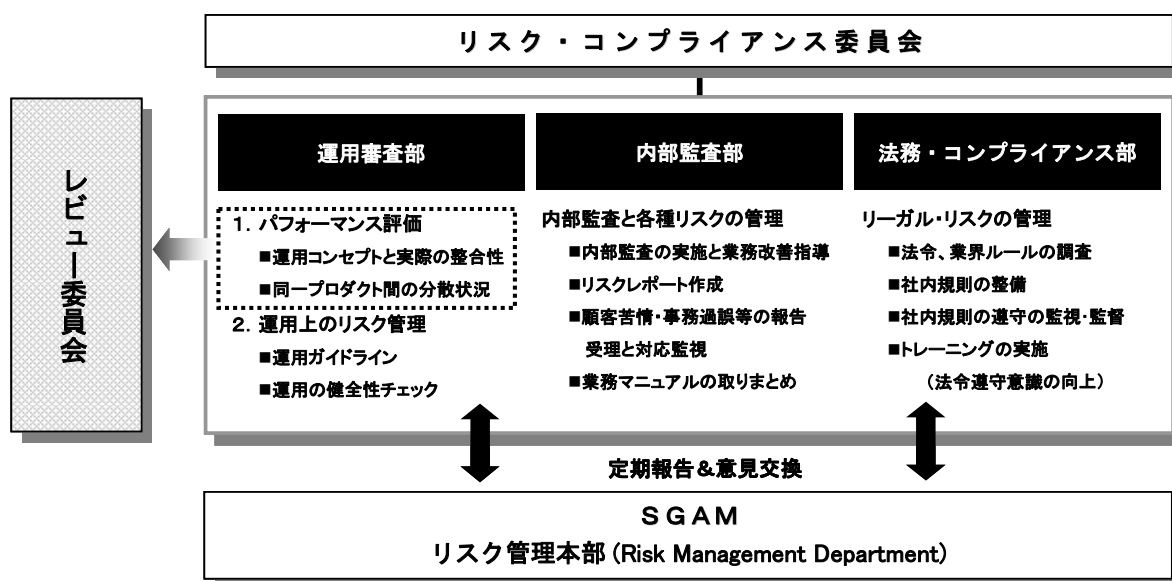 リスク・コンプライアンス委員会
レビュー委員会
運用審査部
1．パフォーマンス評価
■運用コンセプトと実際の整合性
■同一プロダクト間の分散状況
2．運用上のリスク管理
■運用ガイドライン
■運用の健全性チェック
内部監査部
内部監査と各種リスクの管理
■内部監査の実施と業務改善指導
■リスクレポート作成
■顧客苦情・事務過誤等の報告
受理と対応監視
■業務マニュアルの取りまとめ
法務・コンプライアンス部
リーガル・リスクの管理
■法令、業界ルールの調査
■社内規則の整備
■社内規則の遵守の監視・監督
■トレーニングの実施
（法令遵守意識の向上）
定期報告＆意見交換
ＳＧＡＭ
リスク管理本部（Risk Management Department）